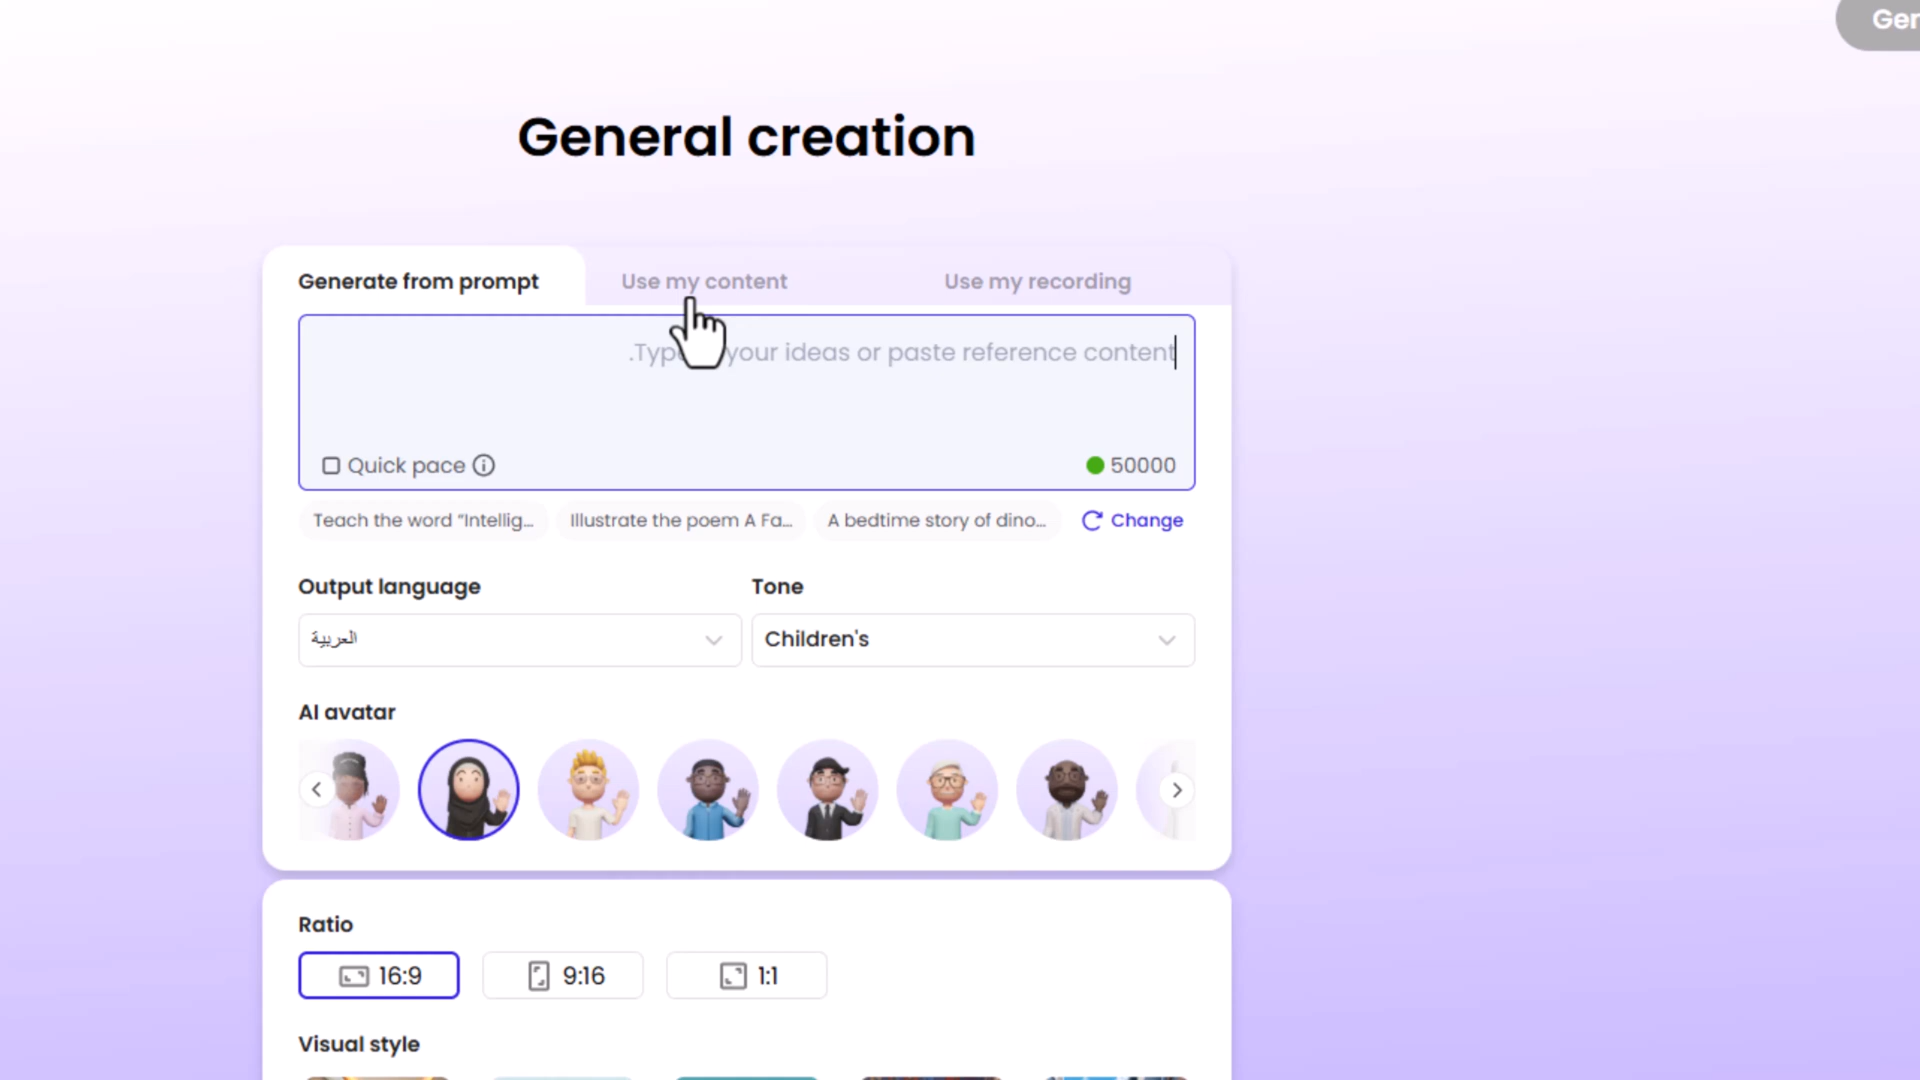 Ger
General creation
Generate from prompt
Use my content
Use my recording
.Type your ideas or paste reference content
Quick pace
50000
Teach the word “Intellig...
Illustrate the poem A Fa...
A bedtime story of dino...
Change
Output language
Tone
العربية
Children's
AI avatar
Ratio
16:9
9:16
1:1
Visual style